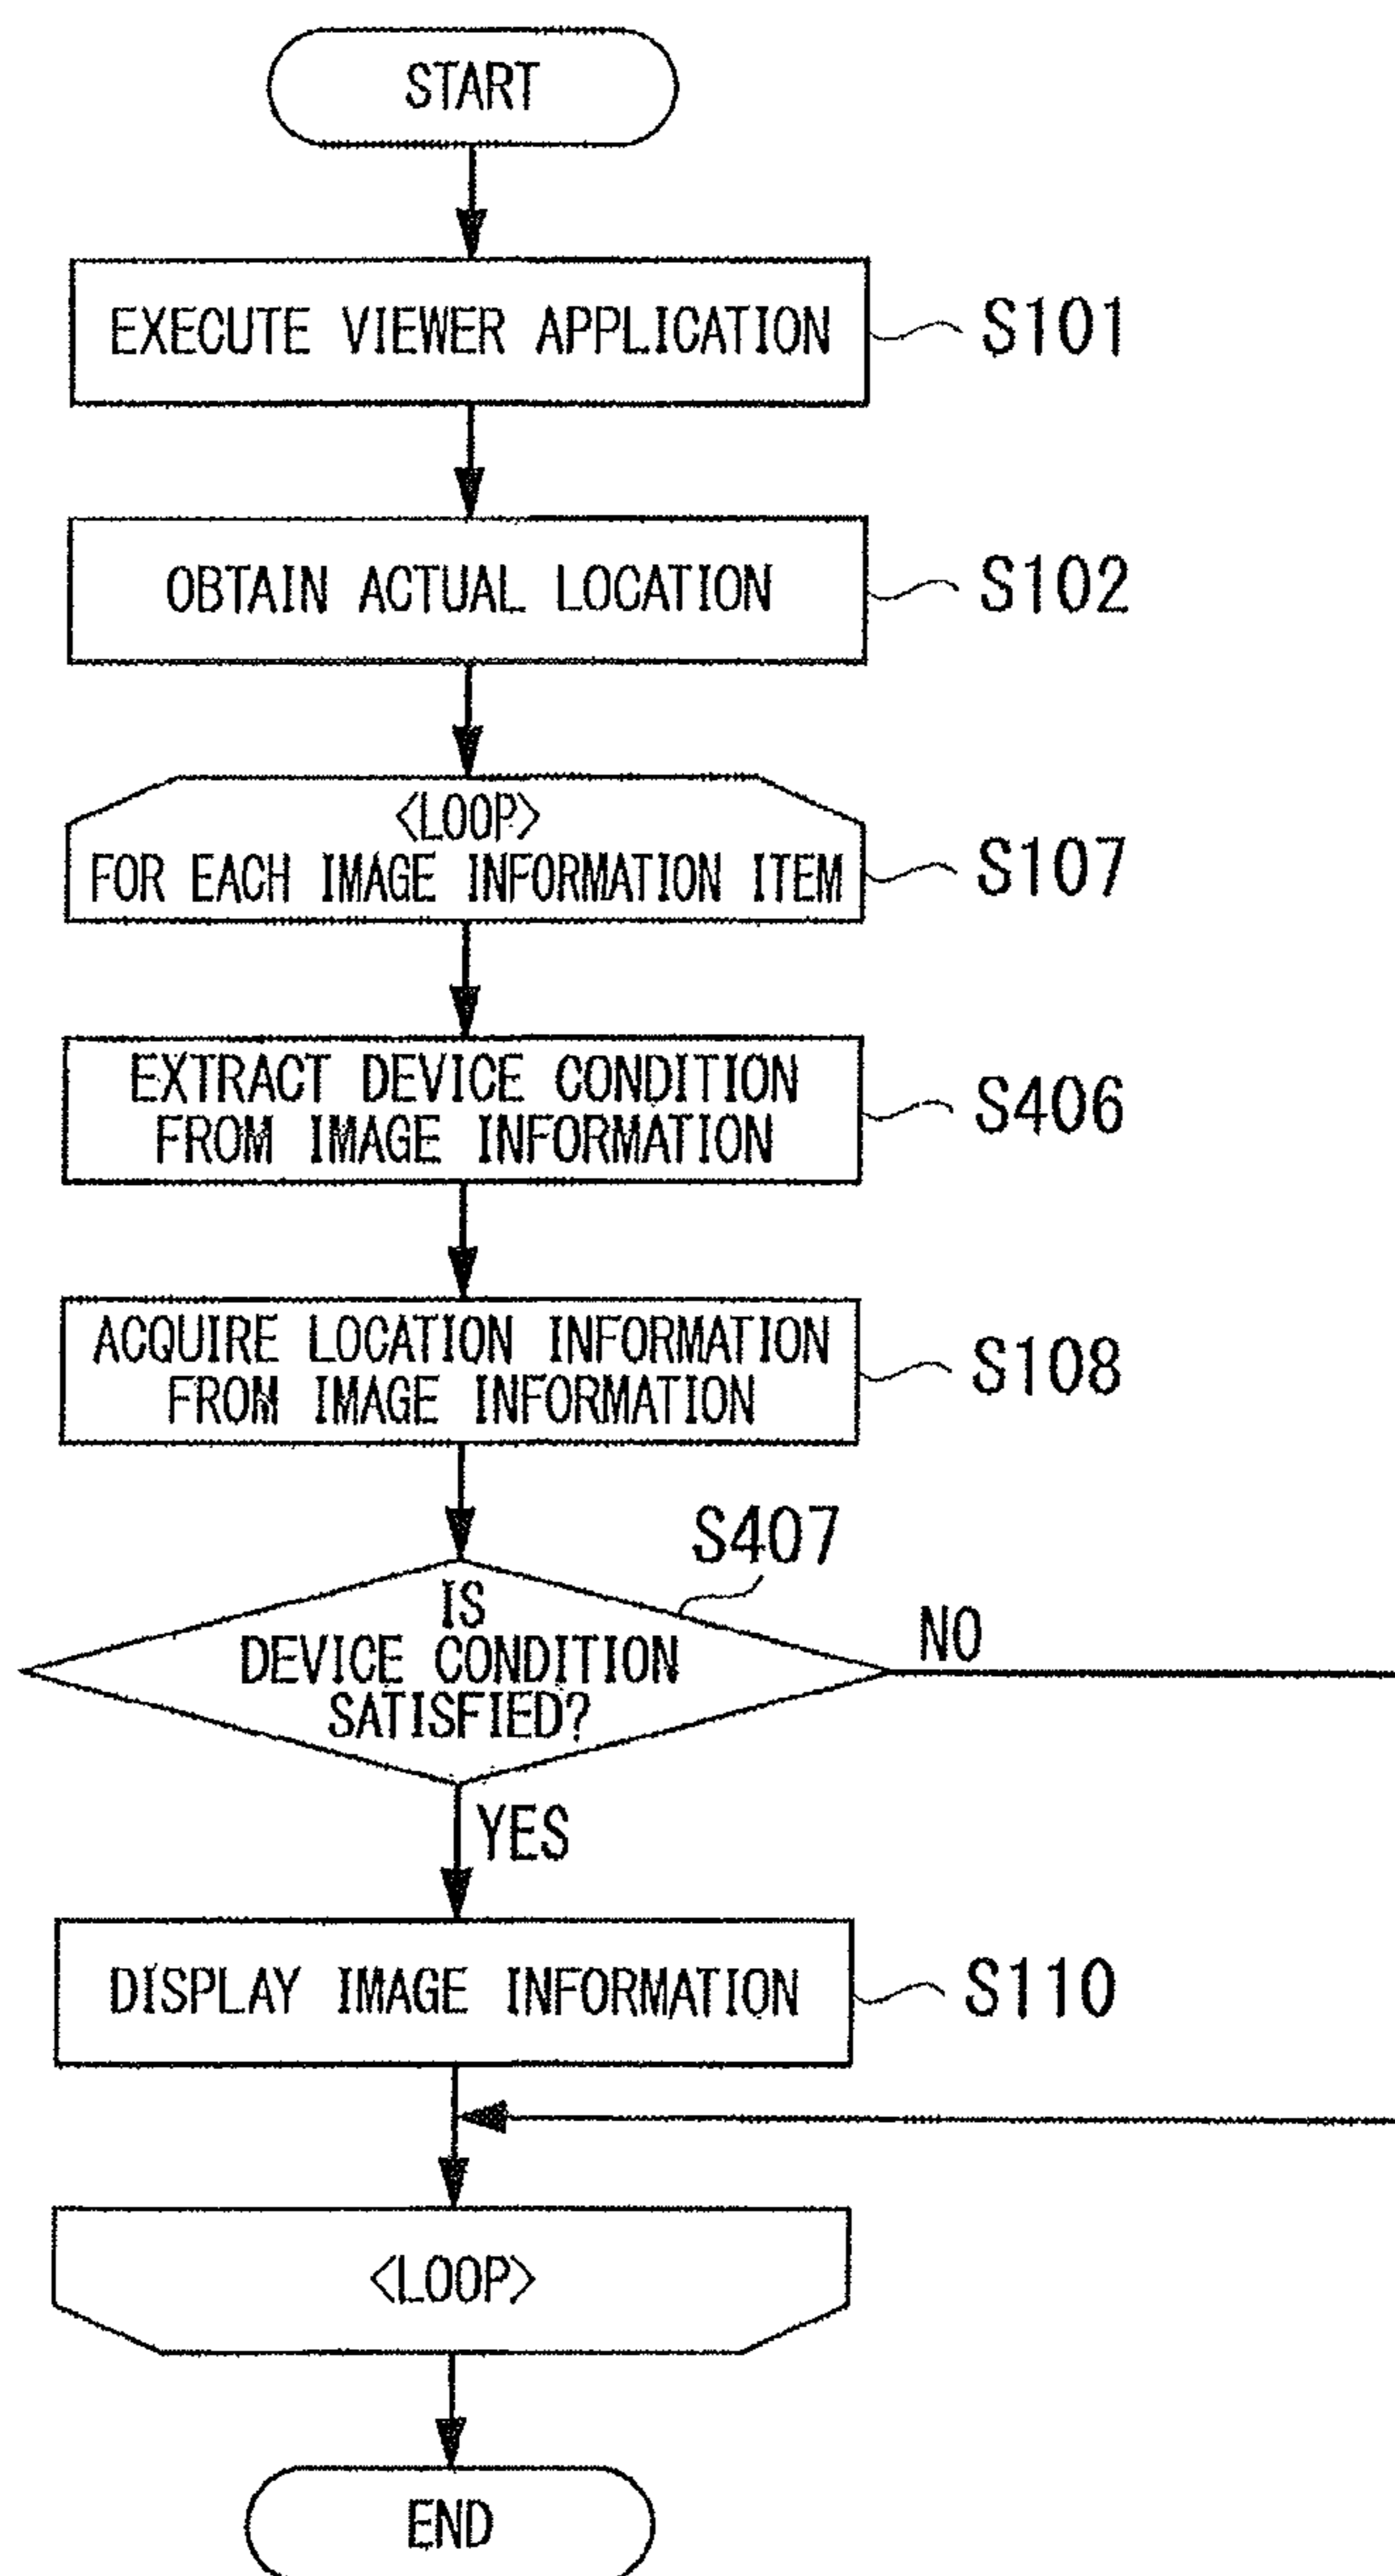 START
EXECUTE VIEWER APPLICATION
S101
OBTAIN ACTUAL LOCATION
S102
<LOOP>
FOR EACH IMAGE INFORMATION ITEM
S107
EXTRACT DEVICE CONDITION
FROM IMAGE INFORMATION
S406
ACQUIRE LOCATION INFORMATION
FROM IMAGE INFORMATION
S108
S407
IS
DEVICE CONDITION
SATISFIED?
NO
YES
DISPLAY IMAGE INFORMATION
S110
<LOOP>
END